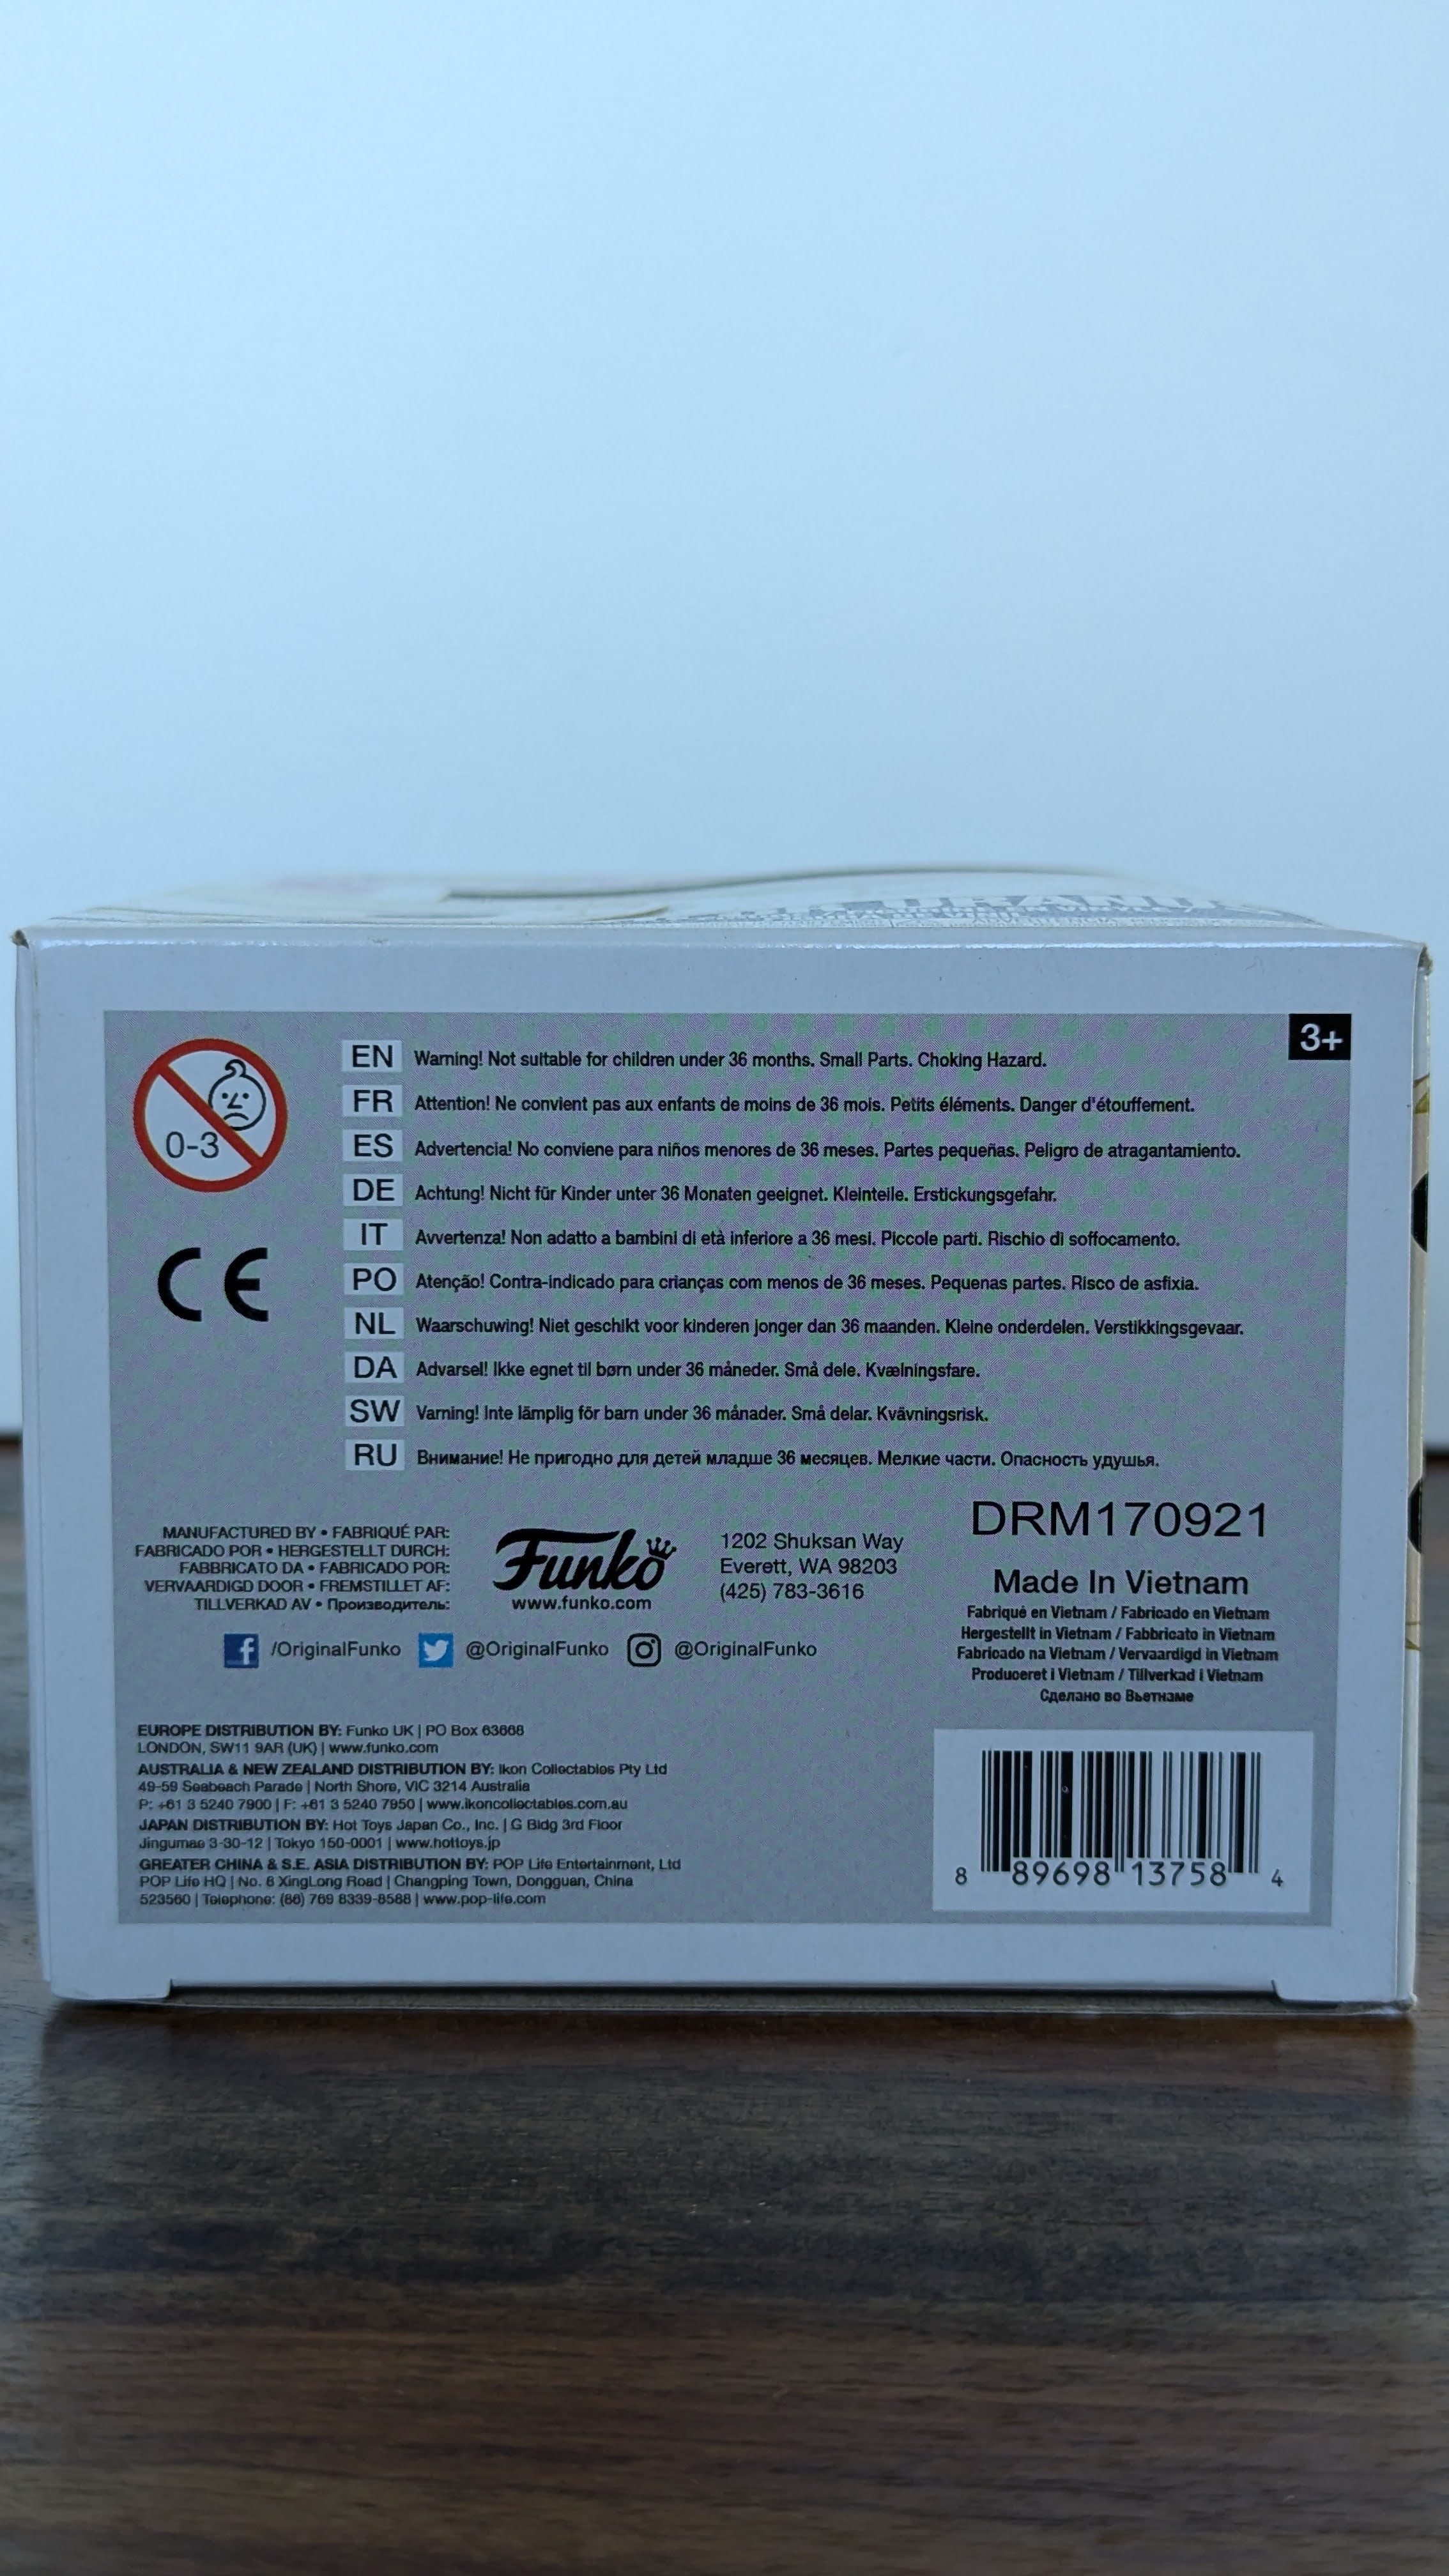 3+
0-3
CE
EN Warning! Not suitable for children under 36 months. Small Parts. Choking Hazard.
FR Attention! Ne convient pas aux enfants de moins de 36 mois. Petits éléments. Danger d'étouffement.
ES Advertencia! No conviene para niños menores de 36 meses. Partes pequeñas. Peligro de atragantamiento.
DE Achtung! Nicht für Kinder unter 36 Monaten geeignet. Kleinteile. Erstickungsgefahr.
IT Avvertenza! Non adatto a bambini di età inferiore a 36 mesi. Piccole parti. Rischio di soffocamento.
PO Atenção! Contra-indicado para crianças com menos de 36 meses. Pequenas partes. Risco de asfixia.
NL Waarschuwing! Niet geschikt voor kinderen jonger dan 36 maanden. Kleine onderdelen. Verstikkingsgevaar.
DA Advarsel! Ikke egnet til børn under 36 måneder. Små dele. Kvælningsfare.
SW Varning! Inte lämplig för barn under 36 månader. Små delar. Kvävningsrisk.
RU Внимание! Не пригодно для детей младше 36 месяцев. Мелкие части. Опасность удушья.
MANUFACTURED BY • FABRIQUÉ PAR:
FABRICADO POR • HERGESTELLT DURCH:
FABBRICATO DA • FABRICADO POR:
VERVAARDIGD DOOR • FREMSTILLET AF:
TILLVERKAD AV • Производитель:
Funko
www.funko.com
1202 Shuksan Way
Everett, WA 98203
(425) 783-3616
/OriginalFunko @OriginalFunko @OriginalFunko
DRM170921
Made In Vietnam
Fabriqué en Vietnam / Fabricado en Vietnam
Hergestellt in Vietnam / Fabbricato in Vietnam
Fabricado na Vietnam / Vervaardigd in Vietnam
Produceret i Vietnam / Tillverkad i Vietnam
Сделано во Вьетнаме
EUROPE DISTRIBUTION BY: Funko UK | PO Box 63668
LONDON, SW11 9AR (UK) | www.funko.com
AUSTRALIA & NEW ZEALAND DISTRIBUTION BY: Ikon Collectables Pty Ltd
49-59 Seabeach Parade | North Shore, VIC 3214 Australia
P: +61 3 5240 7900 | F: +61 3 5240 7950 | www.ikoncollectables.com.au
JAPAN DISTRIBUTION BY: Hot Toys Japan Co., Inc. | G Bldg 3rd Floor
Jingumae 3-30-12 | Tokyo 150-0001 | www.hottoys.jp
GREATER CHINA & S.E. ASIA DISTRIBUTION BY: POP Life Entertainment, Ltd
POP Life HQ | No. 6 XingLong Road | Changping Town, Dongguan, China
523560 | Telephone: (86) 769 8339-8588 | www.pop-life.com
8 89698 13758 4